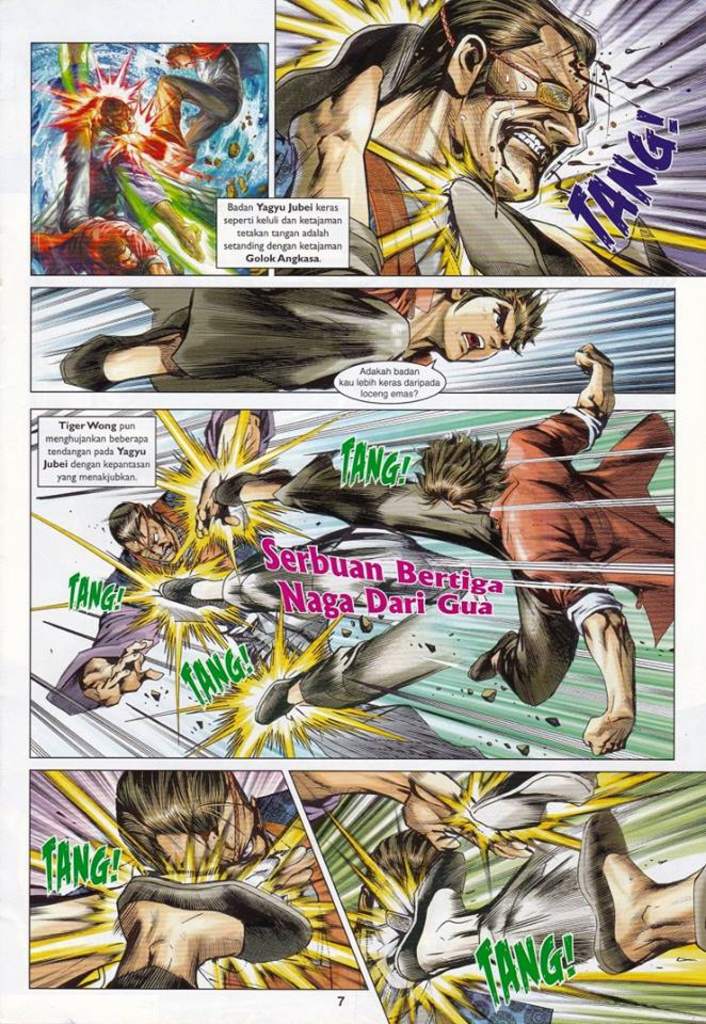 TANG!
Badan Yagyu Jubei keras
seperti keluli dan ketajaman
tetakan tangan adalah
setanding dengan ketajaman
Golok Angkasa.
Adakah badan
kau lebih keras daripada
loceng emas?
Tiger Wong pun
menghujankan beberapa
tendangan pada Yagyu
Jubei dengan kepantasan
yang menakjubkan.
TANG!
Serbuan Bertiga
Naga Dari Gua
TANG!
TANG!
TANG!
TANG!
7